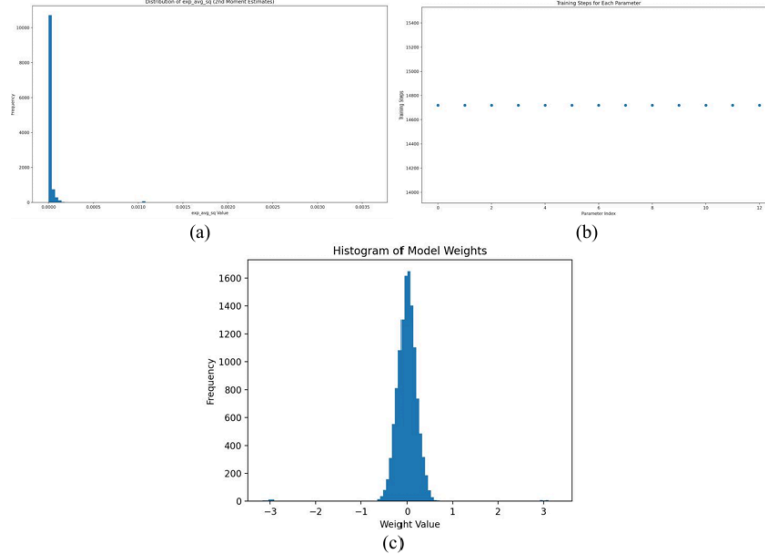 Distribution of exp_avg_sq (2nd Moment Estimates)
10000
8000
6000
4000
2000
0
Frequency
0.0000 0.0005 0.0010 0.0015 0.0020 0.0025 0.0030 0.0035
exp_avg_sq Value
(a)
Training Steps for Each Parameter
15400
15200
15000
14800
14600
14400
14200
14000
Training Steps
0 2 4 6 8 10 12
Parameter Index
(b)
Histogram of Model Weights
1600
1400
1200
1000
800
600
400
200
0
Frequency
−3 −2 −1 0 1 2 3
Weight Value
(c)